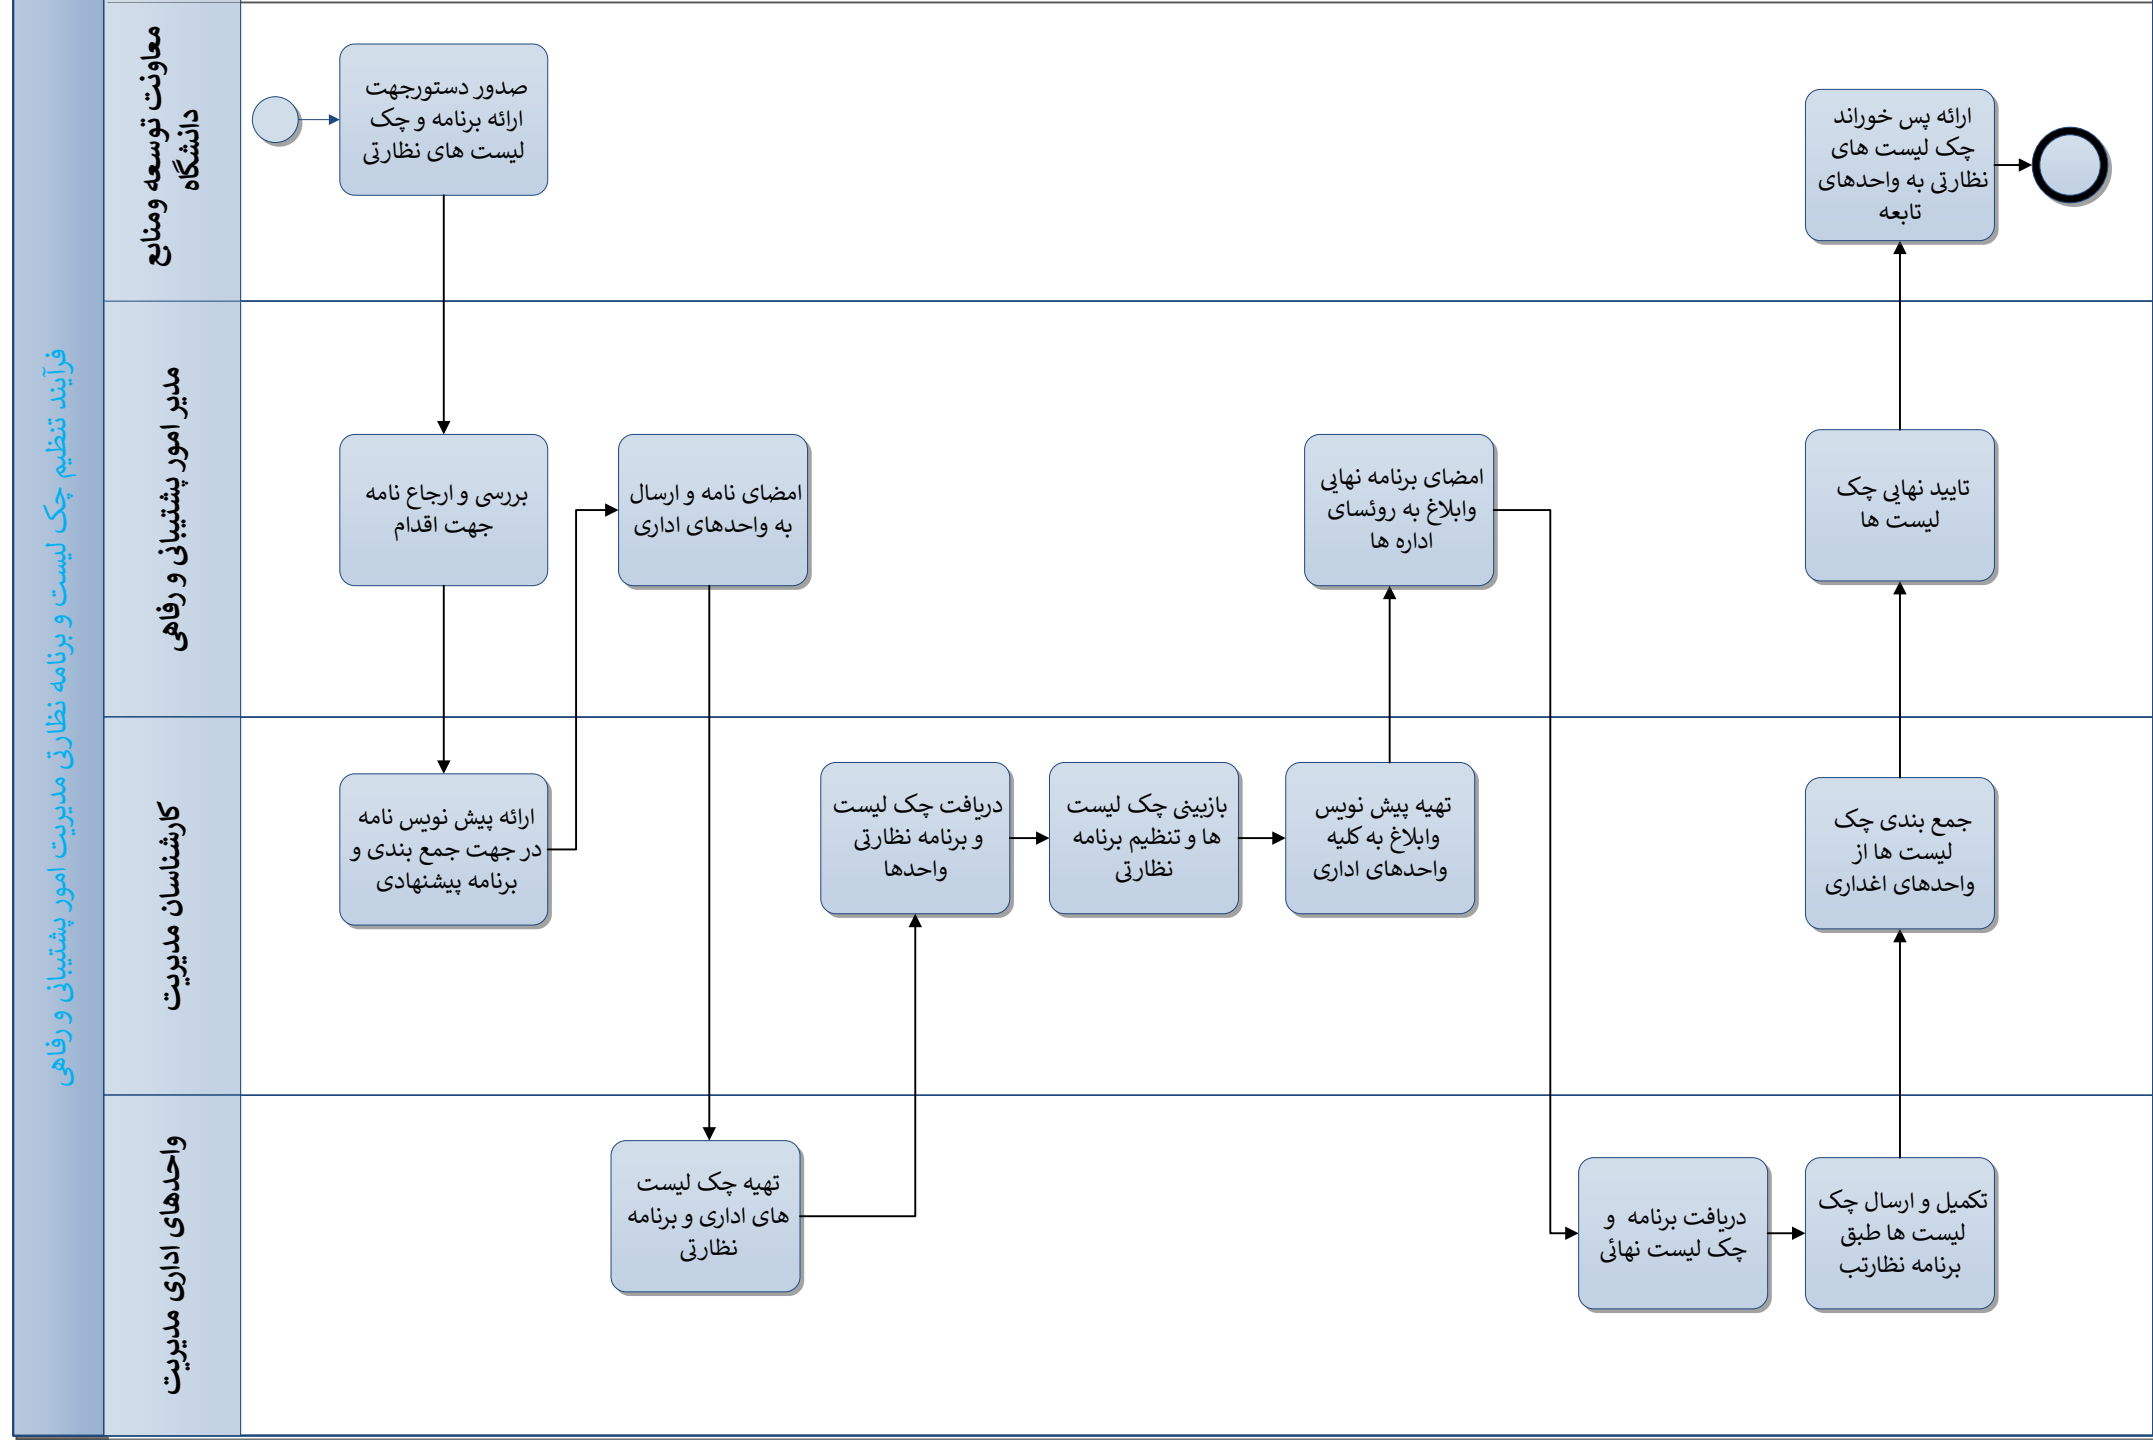 فرآیند تنظیم چک لیست و برنامه نظارتی مدیریت امور پشتیبانی و رفاهی
معاونت توسعه ومنابع
دانشگاه
صدور دستورجهت
ارائه برنامه و چک
لیست های نظارتی
ارائه پس خوراند
چک لیست های
نظارتی به واحدهای
تابعه
مدیر امور پشتیبانی و رفاهی
بررسی و ارجاع نامه
جهت اقدام
امضای نامه و ارسال
به واحدهای اداری
امضای برنامه نهایی
وابلاغ به روئسای
اداره ها
تایید نهایی چک
لیست ها
کارشناسان مدیریت
ارائه پیش نویس نامه
در جهت جمع بندی و
برنامه پیشنهادی
دریافت چک لیست
و برنامه نظارتی
واحدها
بازبینی چک لیست
ها و تنظیم برنامه
نظارتی
تهیه پیش نویس
وابلاغ به کلیه
واحدهای اداری
جمع بندی چک
لیست ها از
واحدهای اغداری
واحدهای اداری مدیریت
تهیه چک لیست
های اداری و برنامه
نظارتی
دریافت برنامه و
چک لیست نهائی
تکمیل و ارسال چک
لیست ها طبق
برنامه نظارتب